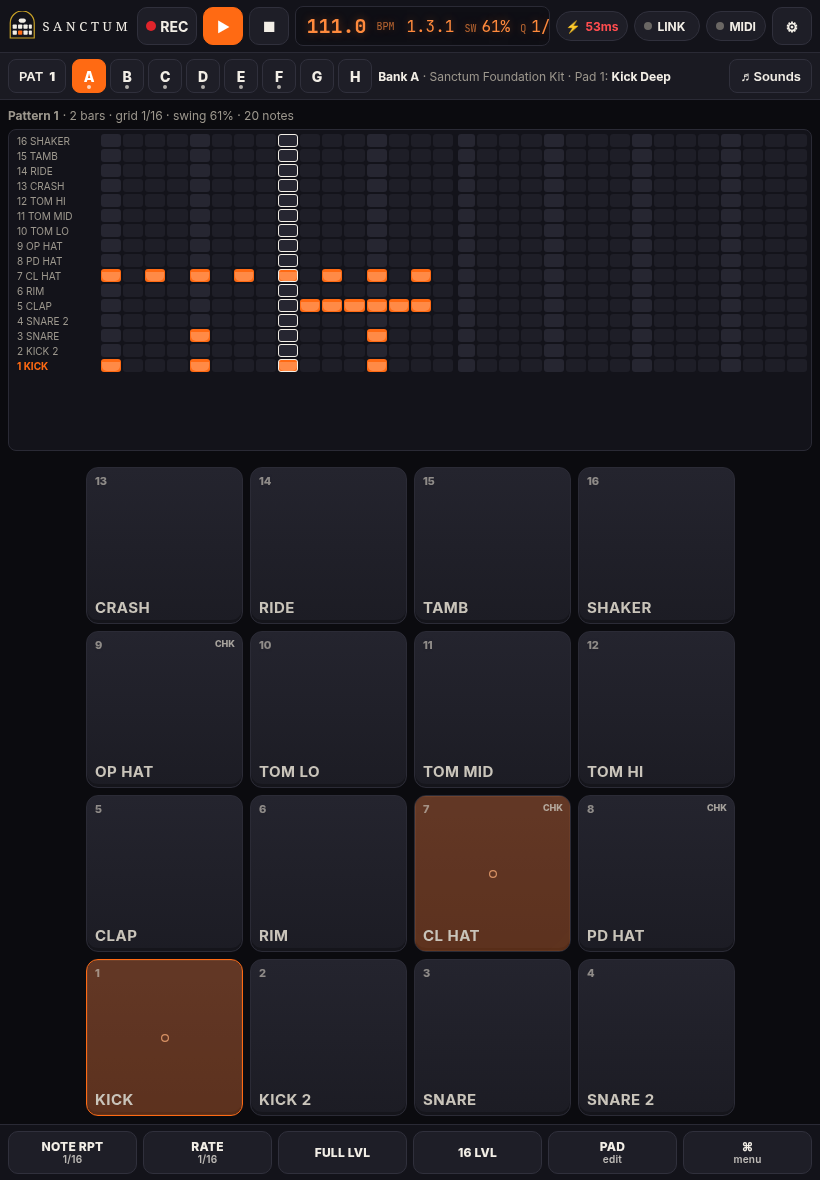 SANCTUM
REC
111.0 BPM 1.3.1 SW 61% Q 1/
⚡ 53ms
LINK
MIDI
PAT 1
A B C D E F G H
Bank A · Sanctum Foundation Kit · Pad 1: Kick Deep
♬ Sounds
Pattern 1 · 2 bars · grid 1/16 · swing 61% · 20 notes
16 SHAKER
15 TAMB
14 RIDE
13 CRASH
12 TOM HI
11 TOM MID
10 TOM LO
9 OP HAT
8 PD HAT
7 CL HAT
6 RIM
5 CLAP
4 SNARE 2
3 SNARE
2 KICK 2
1 KICK
13 14 15 16
CRASH RIDE TAMB SHAKER
9 CHK 10 11 12
OP HAT TOM LO TOM MID TOM HI
5 6 7 CHK 8 CHK
CLAP RIM CL HAT PD HAT
1 2 3 4
KICK KICK 2 SNARE SNARE 2
NOTE RPT RATE FULL LVL 16 LVL PAD ⌘
1/16 1/16 edit menu